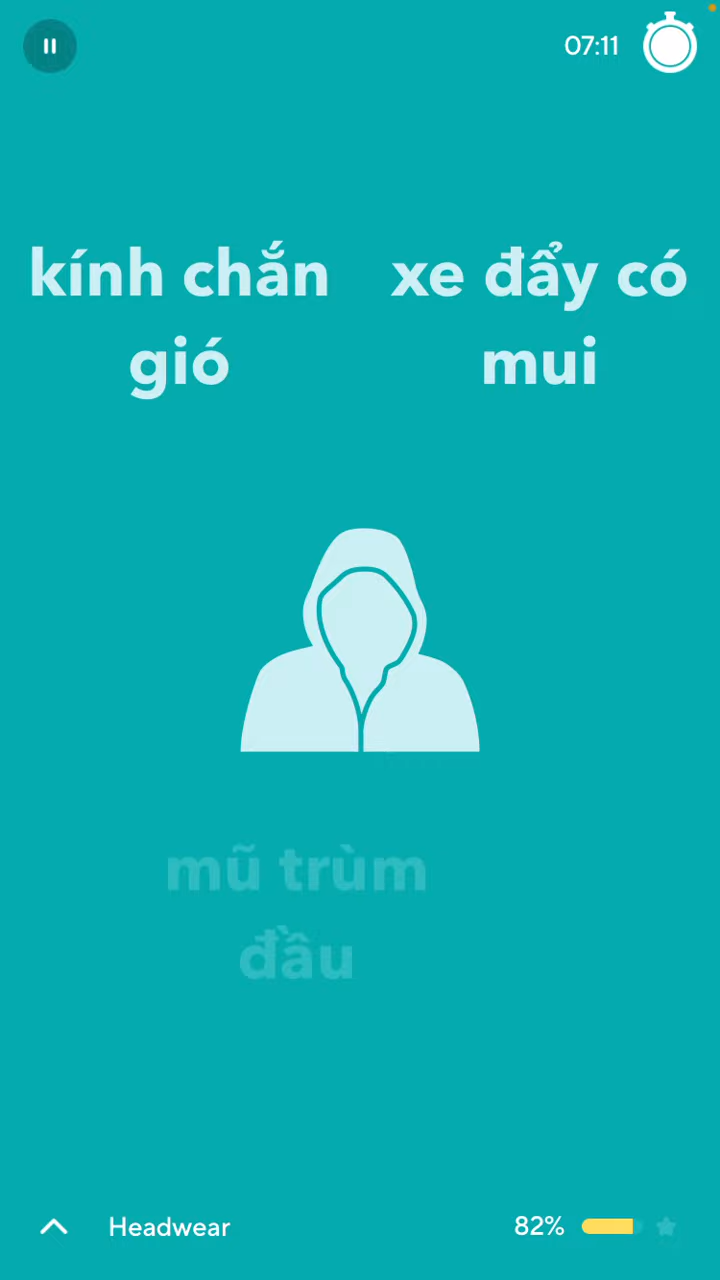 07:11
kính chắn
gió
xe đẩy có
mui
mũ trùm
đầu
Headwear
82%